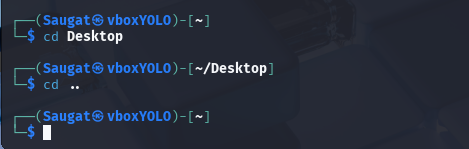 ┌──(Saugat㉿vboxYOLO)-[~]
└─$ cd Desktop
┌──(Saugat㉿vboxYOLO)-[~/Desktop]
└─$ cd ..
┌──(Saugat㉿vboxYOLO)-[~]
└─$